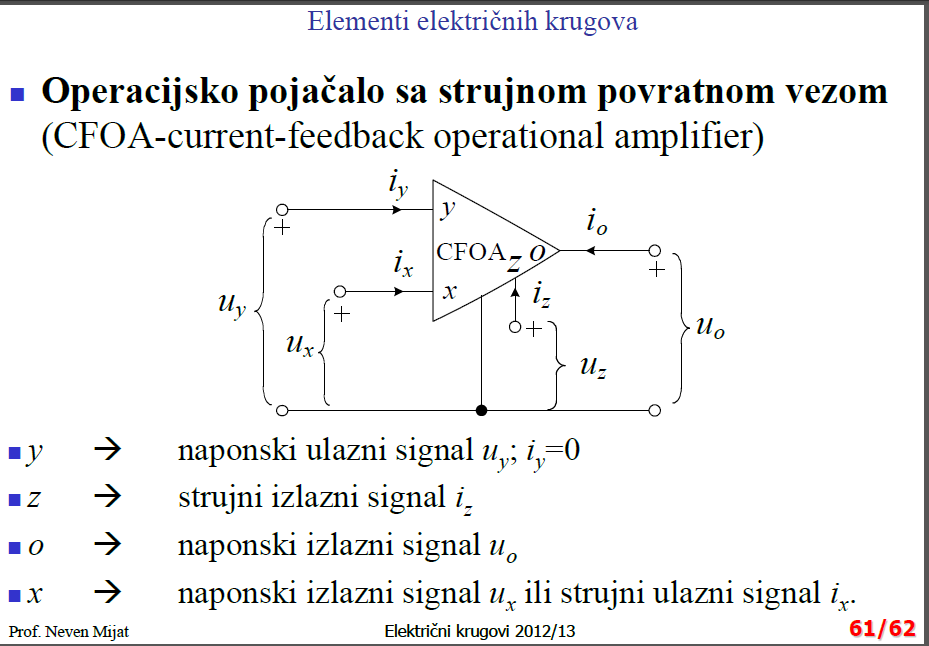 Elementi električnih krugova
Operacijsko pojačalo sa strujnom povratnom vezom
(CFOA-current-feedback operational amplifier)
i_y
y
i_o
CFOA
z
o
+
+
i_x
x
i_z
u_y
+
+
u_o
u_x
u_z
y → naponski ulazni signal u_y; i_y=0
z → strujni izlazni signal i_z
o → naponski izlazni signal u_o
x → naponski izlazni signal u_x ili strujni ulazni signal i_x.
Prof. Neven Mijat
Električni krugovi 2012/13
61/62